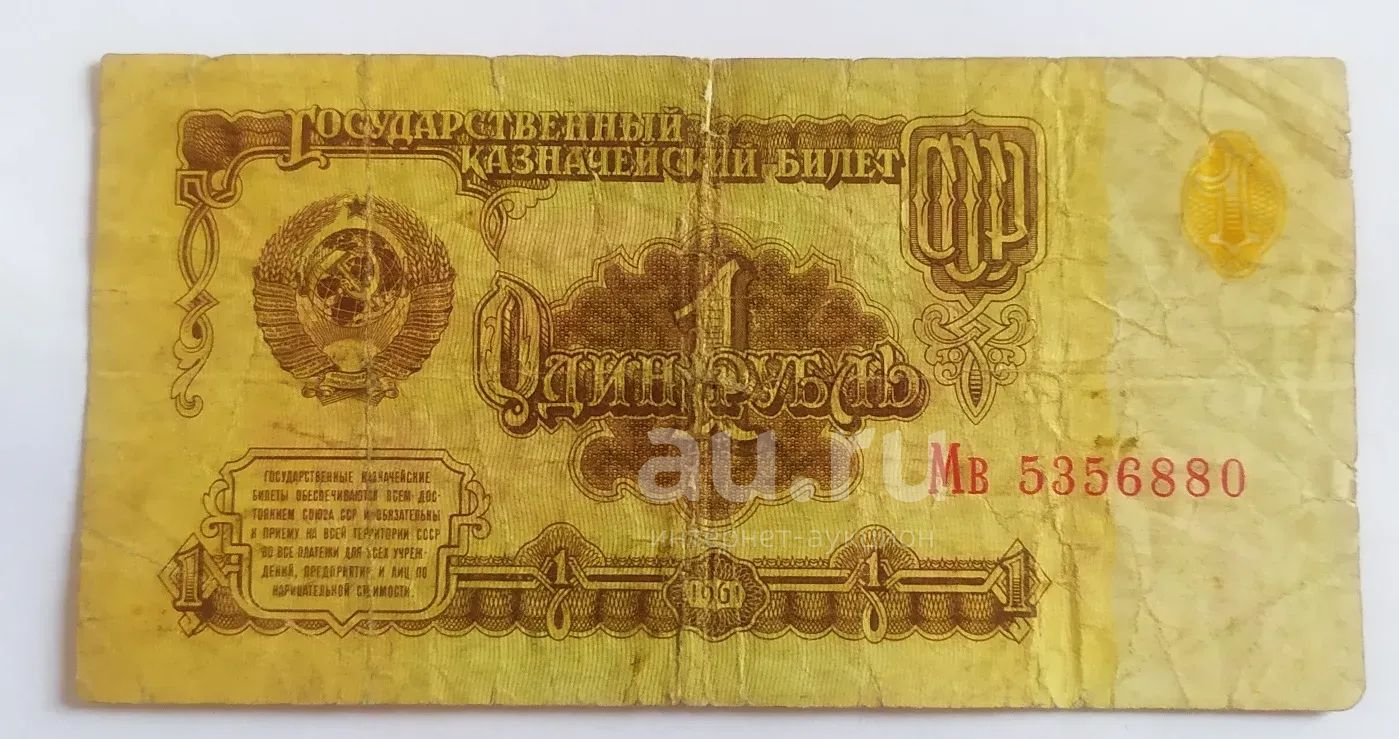 ГОСУДАРСТВЕННЫЙ
КАЗНАЧЕЙСКИЙ БИЛЕТ
СССР
1
1
ОДИН РУБЛЬ
Мв 5356880
ГОСУДАРСТВЕННЫЕ КАЗНАЧЕЙСКИЕ
БИЛЕТЫ ОБЕСПЕЧИВАЮТСЯ ВСЕМ ДОС-
ТОЯНИЕМ СОЮЗА ССР И ОБЯЗАТЕЛЬНЫ
К ПРИЕМУ НА ВСЕЙ ТЕРРИТОРИИ СССР
ВО ВСЕ ПЛАТЕЖИ ДЛЯ ВСЕХ УЧРЕЖ-
ДЕНИЙ, ПРЕДПРИЯТИЙ И ЛИЦ ПО
НАРИЦАТЕЛЬНОЙ СТОИМОСТИ.
1 1 1961 1 1
au.ru
интернет-аукцион